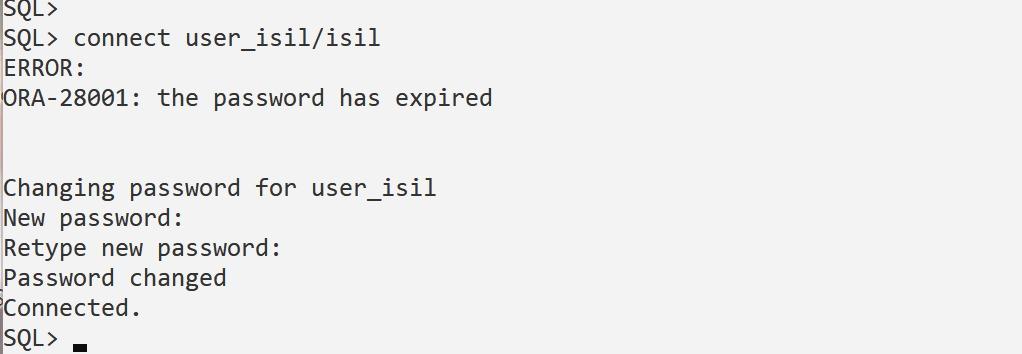 SQL>
SQL> connect user_isil/isil
ERROR:
ORA-28001: the password has expired
Changing password for user_isil
New password:
Retype new password:
Password changed
Connected.
SQL>